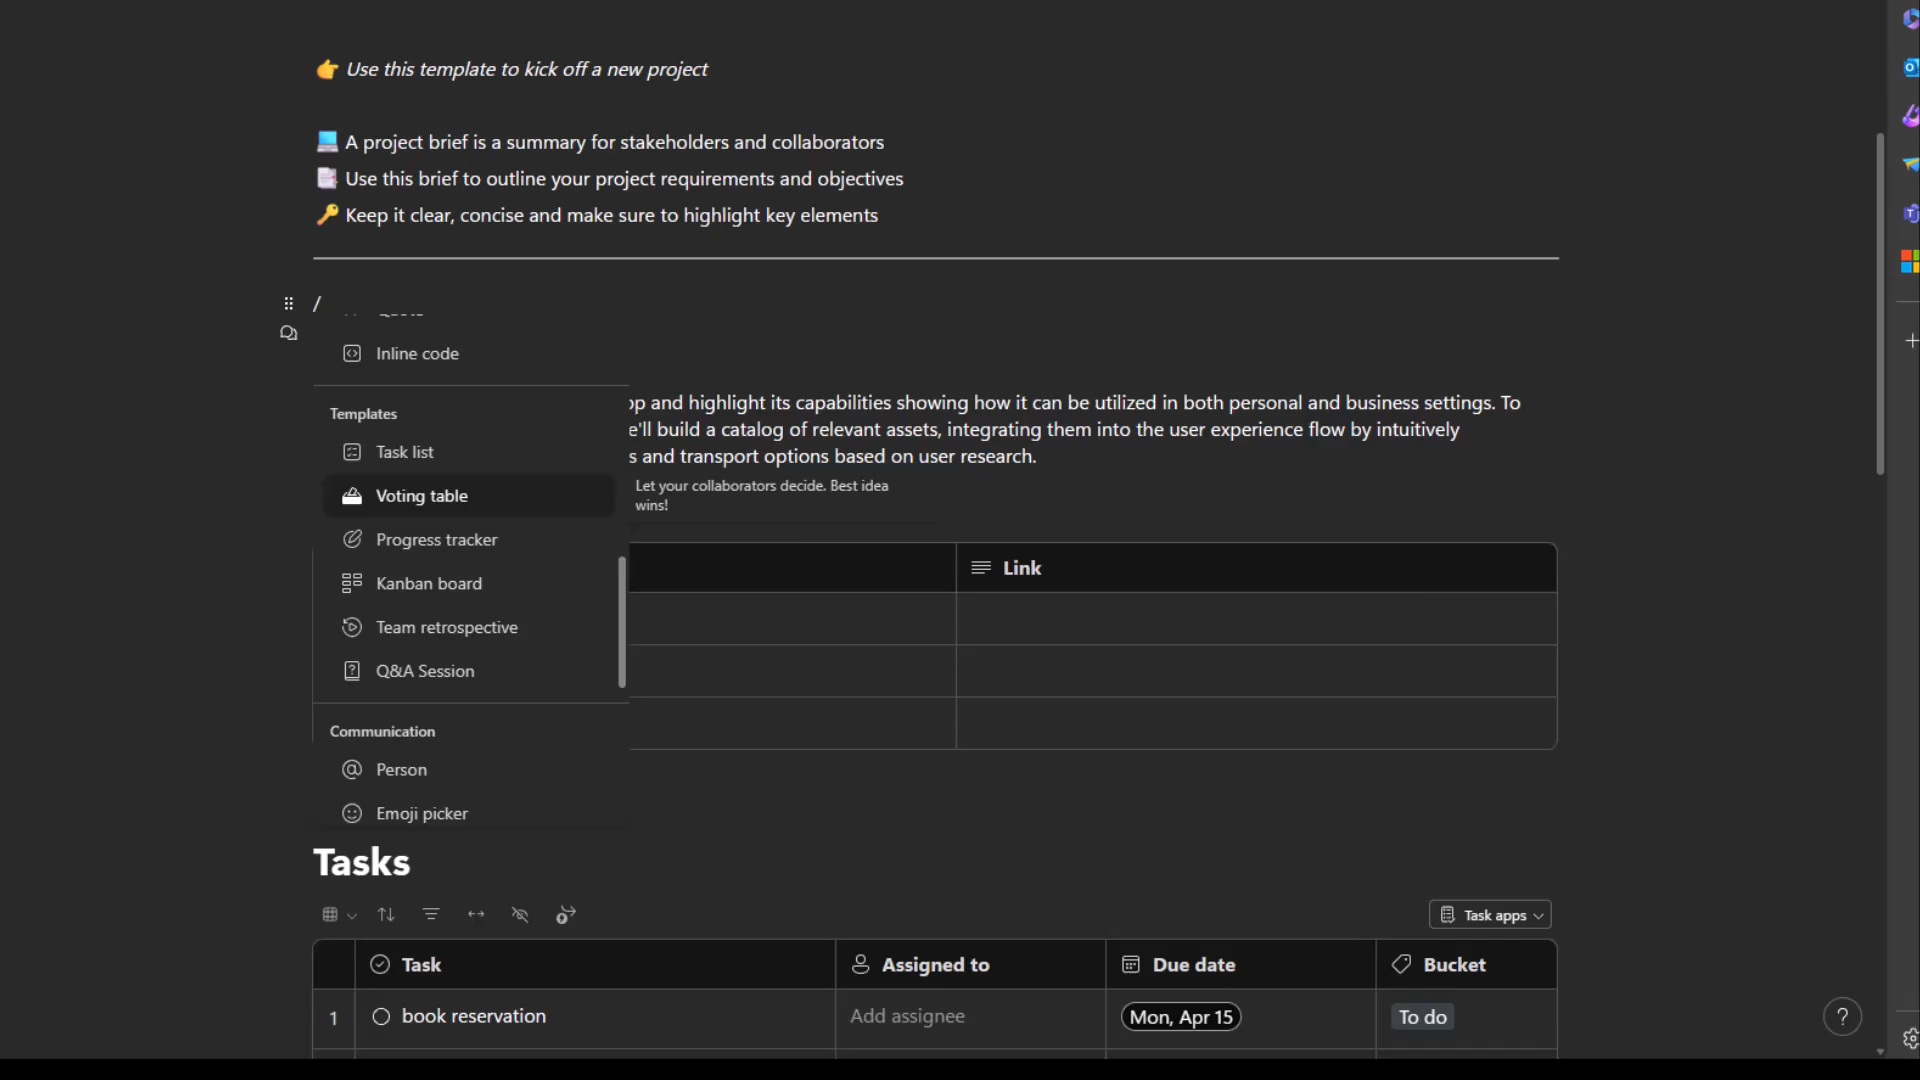 Use this template to kick off a new project
A project brief is a summary for stakeholders and collaborators
Use this brief to outline your project requirements and objectives
Keep it clear, concise and make sure to highlight key elements
/
Inline code
Templates
Task list
Voting table
Progress tracker
Kanban board
Team retrospective
Q&A Session
Communication
Person
Emoji picker
and highlight its capabilities showing how it can be utilized in both personal and business settings. To
build a catalog of relevant assets, integrating them into the user experience flow by intuitively
and transport options based on user research.
Let your collaborators decide. Best idea
wins!
Link
Tasks
Task apps
Task Assigned to Due date Bucket
1 book reservation Add assignee Mon, Apr 15 To do
?